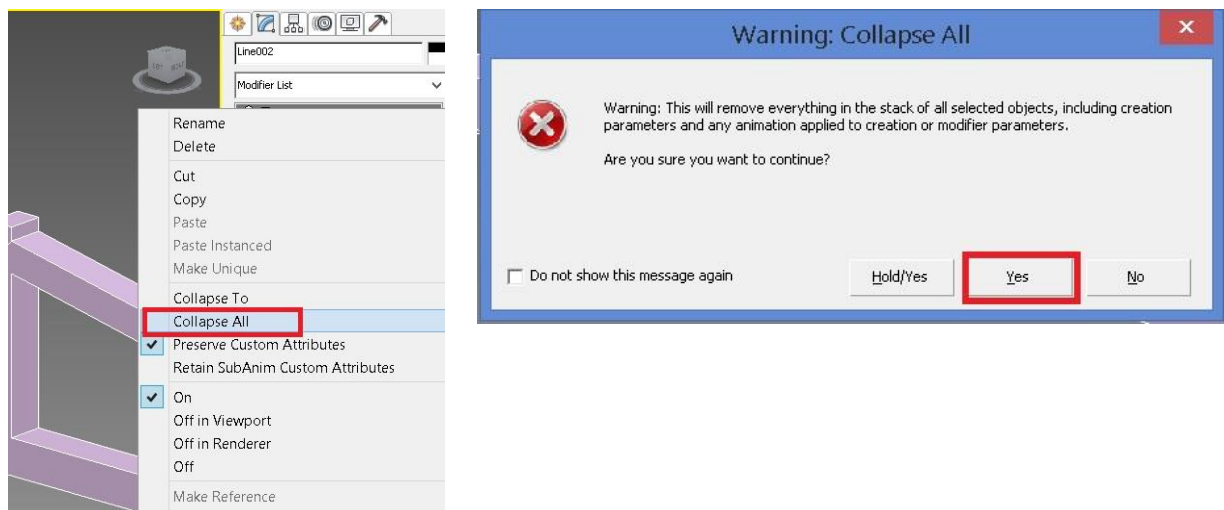 Line002
Modifier List
Rename
Delete
Cut
Copy
Paste
Paste Instanced
Make Unique
Collapse To
Collapse All
Preserve Custom Attributes
Retain SubAnim Custom Attributes
On
Off in Viewport
Off in Renderer
Off
Make Reference
Warning: Collapse All
Warning: This will remove everything in the stack of all selected objects, including creation
parameters and any animation applied to creation or modifier parameters.
Are you sure you want to continue?
Do not show this message again
Hold/Yes
Yes
No